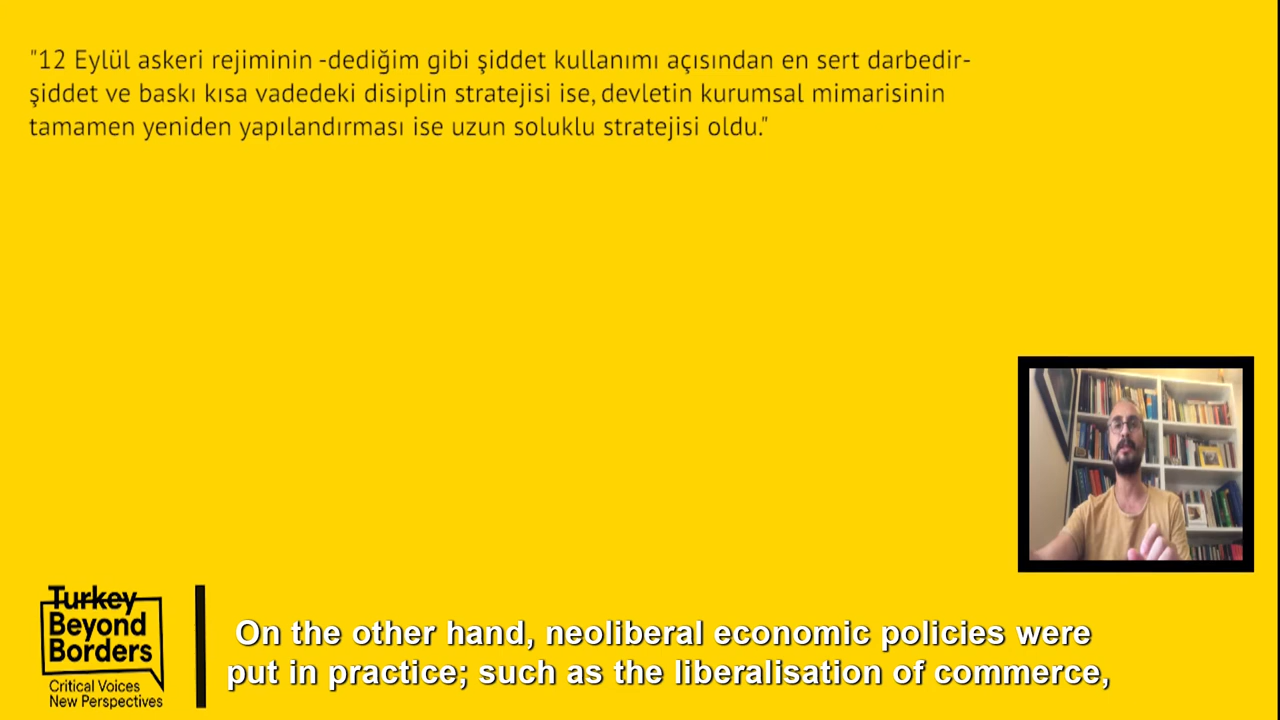 "12 Eylül askeri rejiminin -dediğim gibi şiddet kullanımı açısından en sert darbedir-
şiddet ve baskı kısa vadedeki disiplin stratejisi ise, devletin kurumsal mimarisinin
tamamen yeniden yapılandırması ise uzun soluklu stratejisi oldu."
Turkey
Beyond
Borders
Critical Voices
New Perspectives
On the other hand, neoliberal economic policies were
put in practice; such as the liberalisation of commerce,